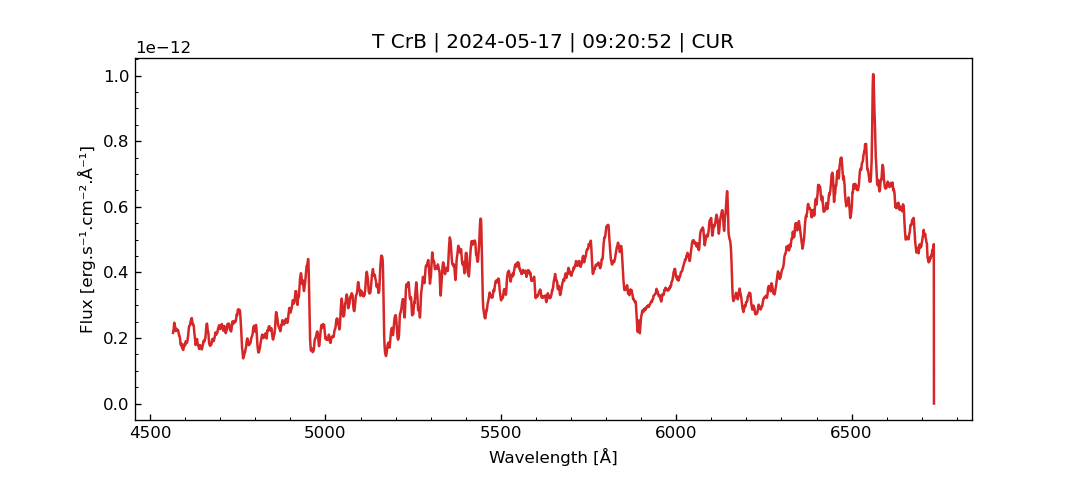 T CrB | 2024-05-17 | 09:20:52 | CUR
1e−12
1.0
0.8
0.6
0.4
0.2
0.0
Flux [erg.s⁻¹.cm⁻².Å⁻¹]
4500 5000 5500 6000 6500
Wavelength [Å]